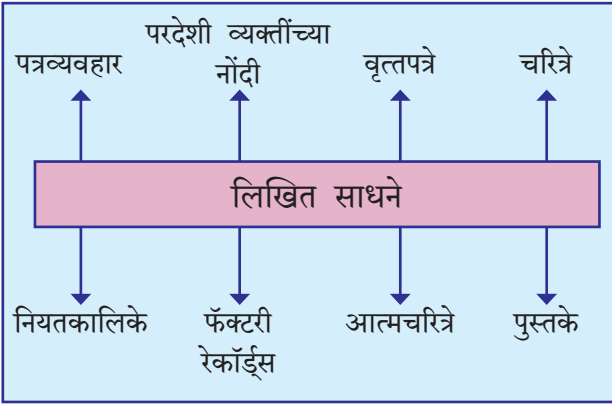 पत्रव्यवहार
परदेशी व्यक्तींच्या
नोंदी
वृत्तपत्रे
चरित्रे
लिखित साधने
नियतकालिके
फॅक्टरी
रेकॉर्ड्स
आत्मचरित्रे
पुस्तके